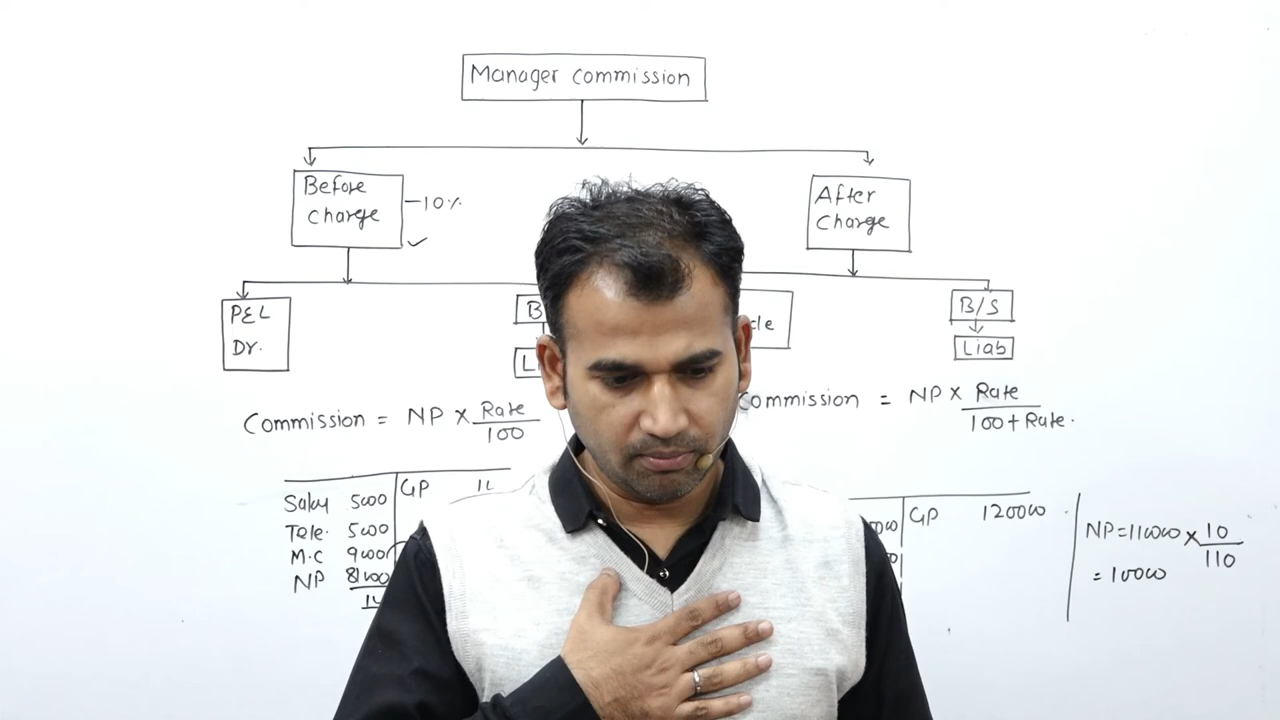 Manager commission
Before
charge
-10%
After
Charge
P&L
Dr.
B/S
Liab
Commission = NP × Rate/100
Commission = NP × Rate/100+Rate.
Salary 5000
Tele. 5000
M.C 9000
NP 81000
GP
GP 120000
NP = 110000 × 10/110
= 10000